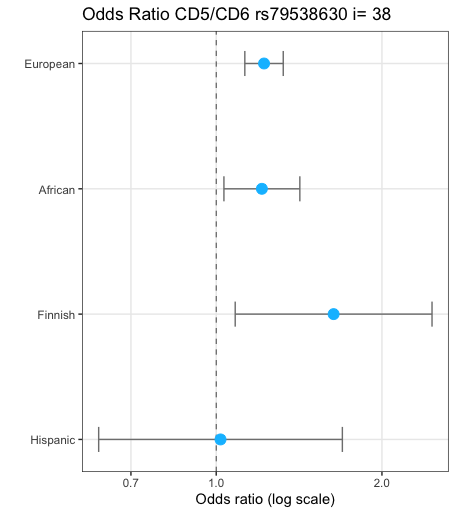 Odds Ratio CD5/CD6 rs79538630 i= 38
European
African
Finnish
Hispanic
0.7 1.0 2.0
Odds ratio (log scale)